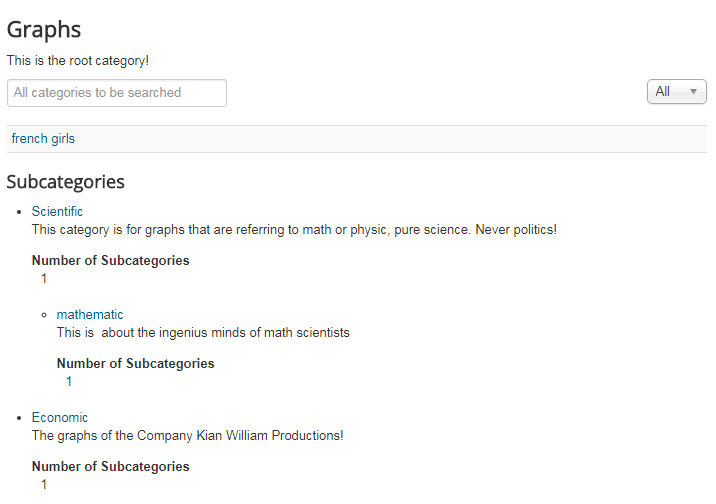 Graphs
This is the root category!
All categories to be searched
All
french girls
Subcategories
Scientific
This category is for graphs that are referring to math or physic, pure science. Never politics!
Number of Subcategories
1
mathematic
This is  about the ingenius minds of math scientists
Number of Subcategories
1
Economic
The graphs of the Company Kian William Productions!
Number of Subcategories
1